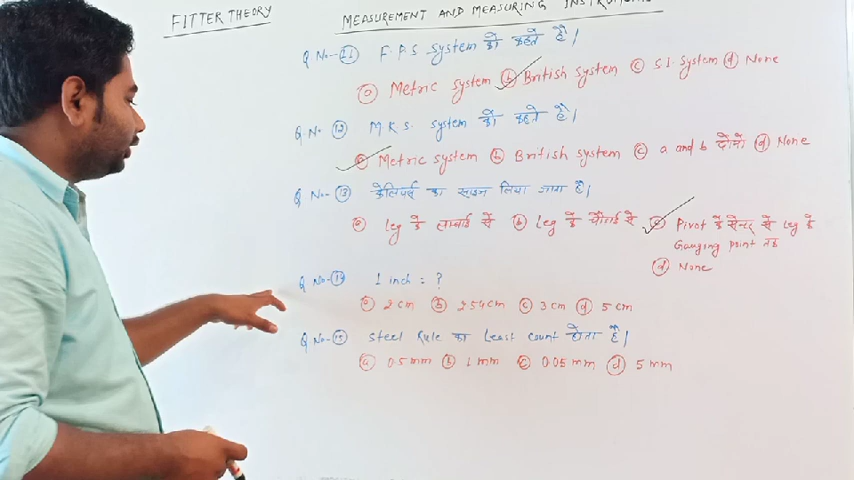 FITTER THEORY
MEASUREMENT AND MEASURING INSTRUMENT
Q No-11 F.P.S system को कहते है।
a Metric system b British system c S.I. system d None
Q No- 12 M.K.S. system को कहते है।
a Metric system b British system c a and b दोनो d None
Q No- 13 केलिपर्स का साइज लिया जाता है।
a Leg के लम्बाई से b Leg के चौराई से c Pivot के सेन्टर से Leg के
Gauging point तक
d None
Q No- 14 1 inch = ?
a 2 cm b 2.54 cm c 3 cm d 5 cm
Q No- 15 Steel Rule का Least count होता है।
a 0.5 mm b 1 mm c 0.05 mm d 5 mm